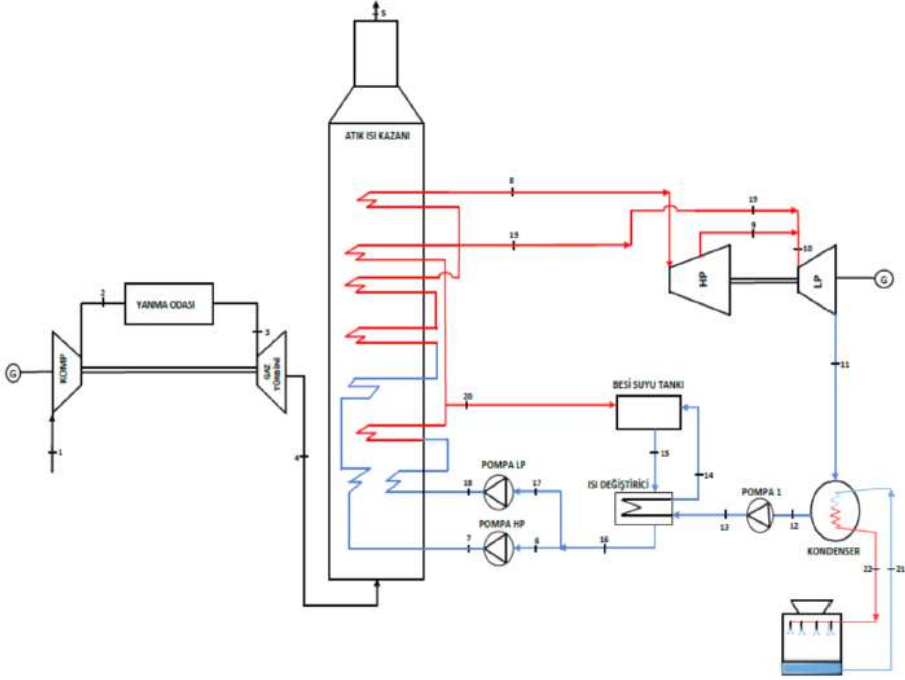 5
ATIK ISI KAZANI
8
19
19
9
10
HP
LP
G
2
YANMA ODASI
3
KOMP
GAZ
TÜRBİNİ
G
1
4
11
BESİ SUYU TANKI
20
15
14
POMPA LP
18
17
ISI DEĞİŞTİRİCİ
POMPA 1
13
12
KONDENSER
POMPA HP
7
6
16
22
21